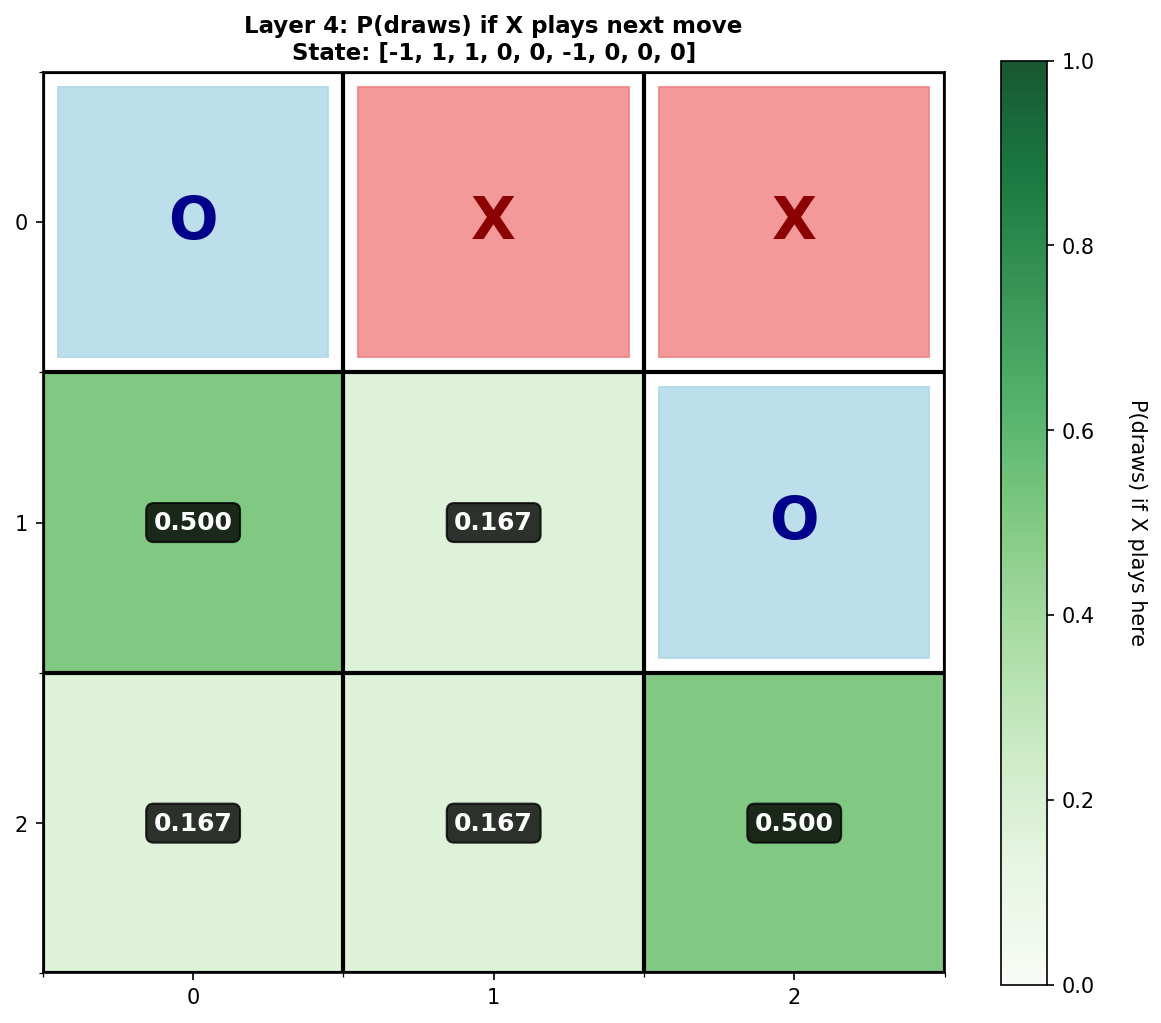 Layer 4: P(draws) if X plays next move
State: [-1, 1, 1, 0, 0, -1, 0, 0, 0]
O
X
X
0.500
0.167
O
0.167
0.167
0.500
0
1
2
0
1
2
1.0
0.8
0.6
0.4
0.2
0.0
P(draws) if X plays here